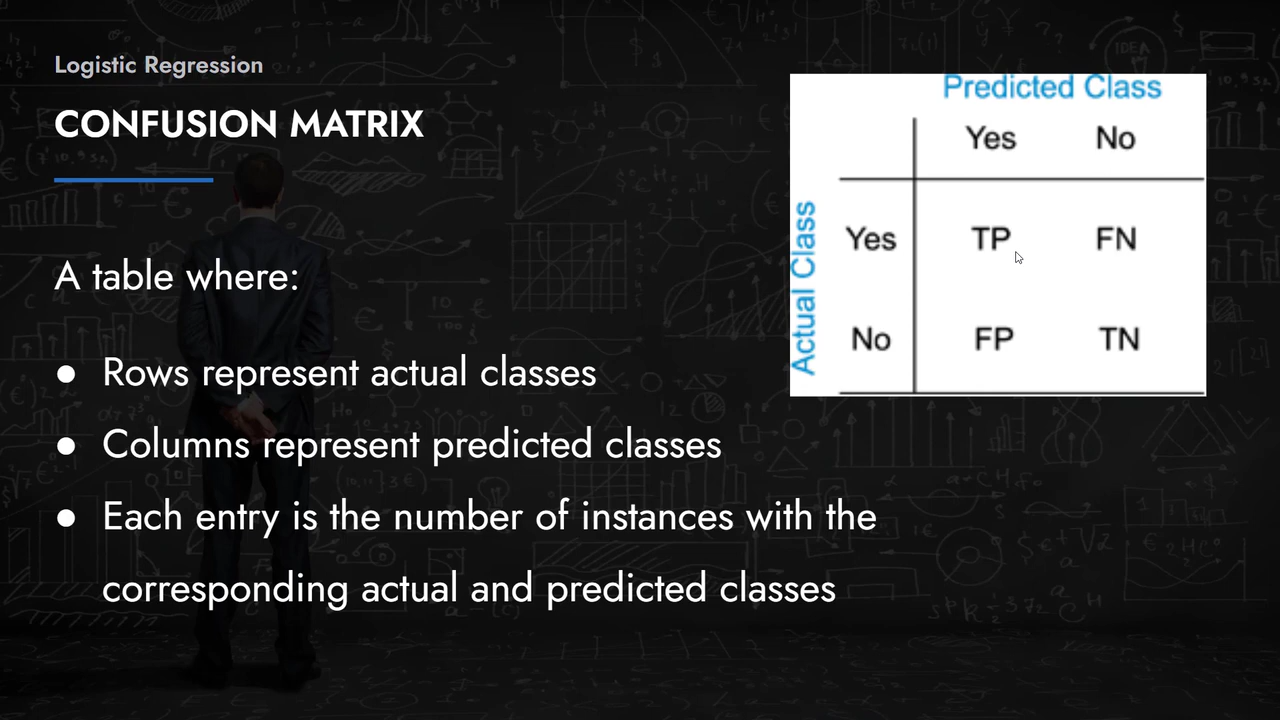 Logistic Regression
CONFUSION MATRIX
A table where:
● Rows represent actual classes
● Columns represent predicted classes
● Each entry is the number of instances with the
corresponding actual and predicted classes
Predicted Class
Yes No
Actual Class
Yes TP FN
No FP TN
IDEA